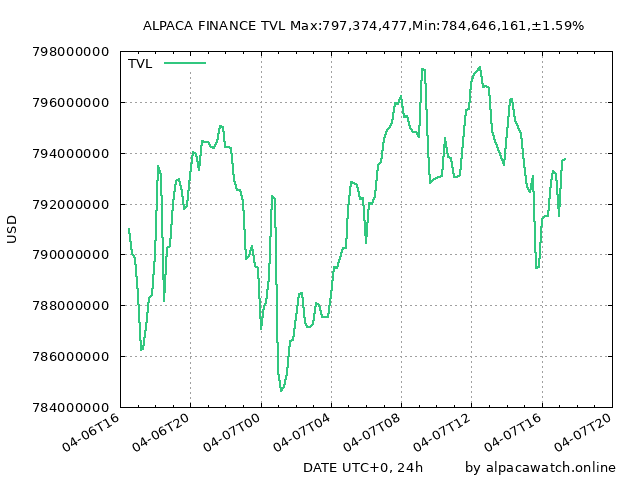 ALPACA FINANCE TVL Max:797,374,477,Min:784,646,161,±1.59%
798000000
TVL
796000000
794000000
792000000
790000000
788000000
786000000
784000000
USD
04-06T16
04-06T20
04-07T00
04-07T04
04-07T08
04-07T12
04-07T16
04-07T20
DATE UTC+0, 24h
by alpacawatch.online